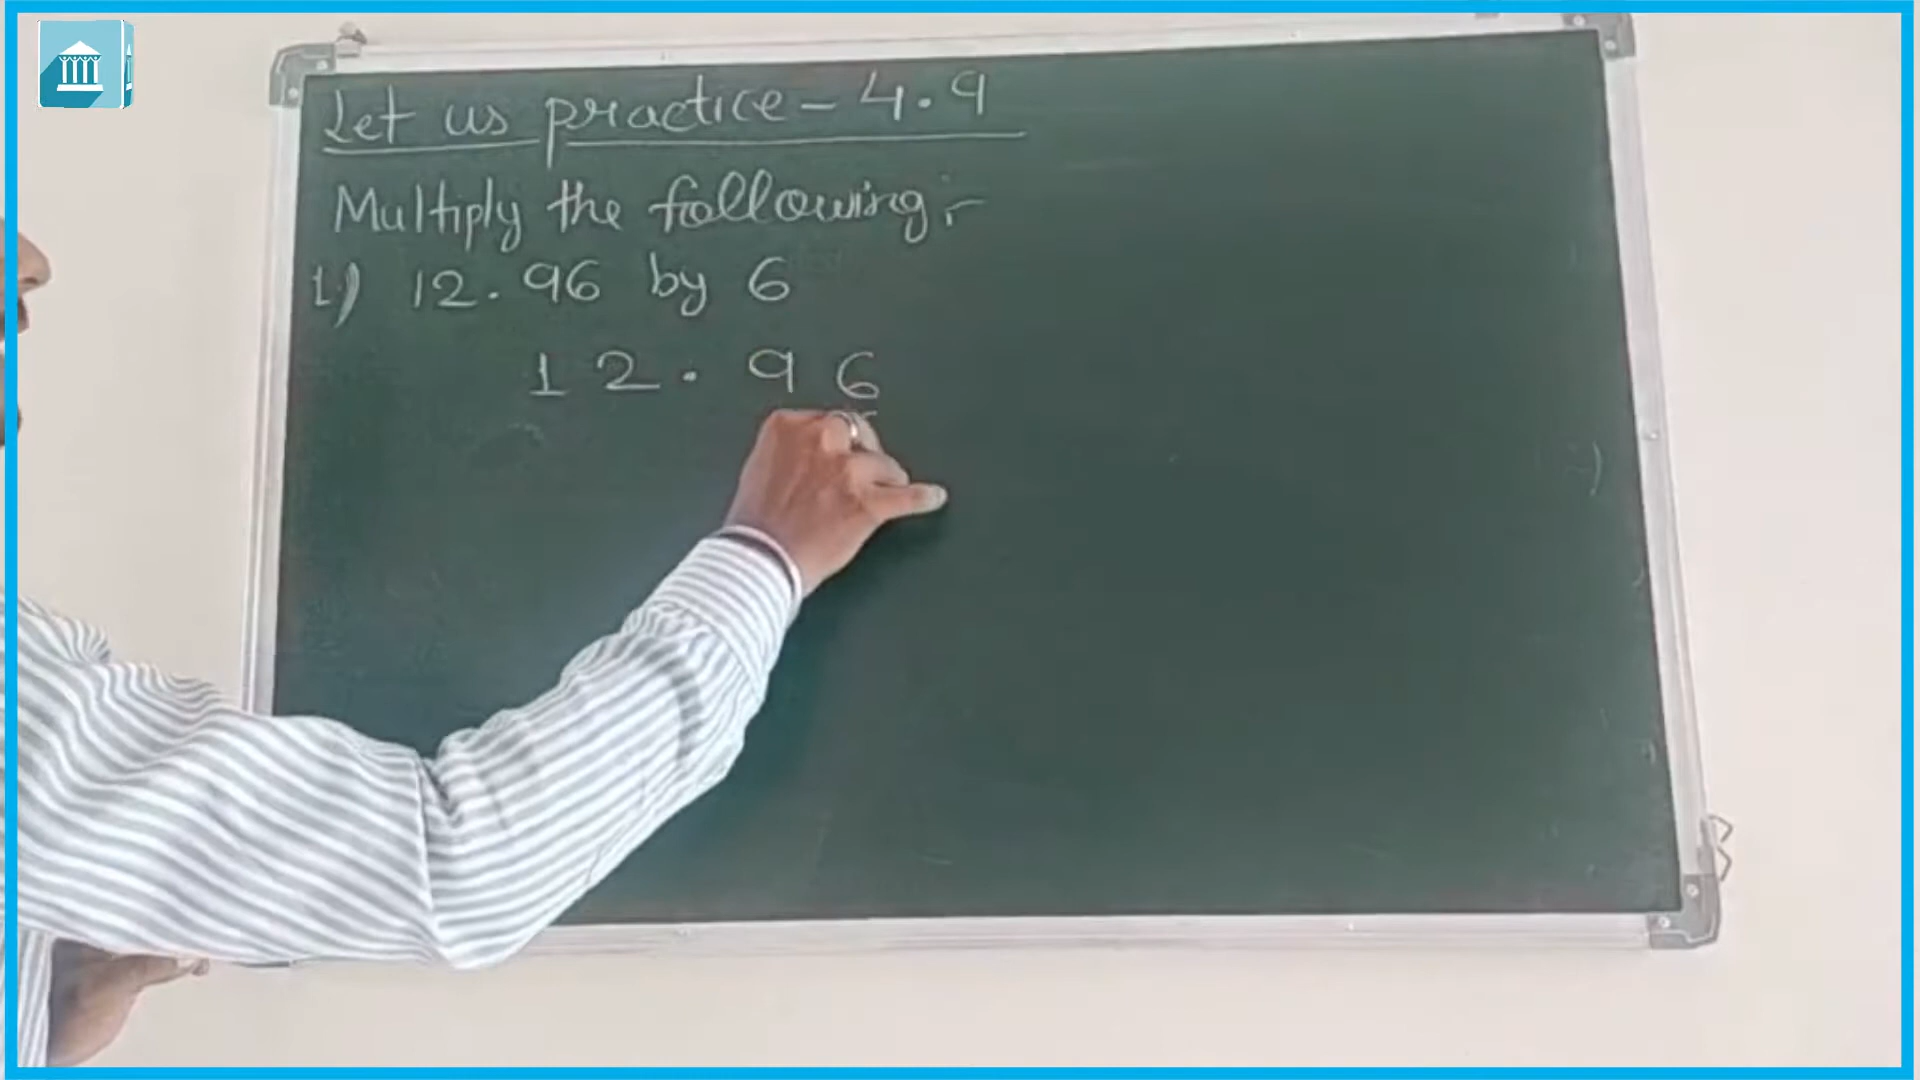 Let us practice - 4.9
Multiply the following:-
1) 12.96 by 6
12.96